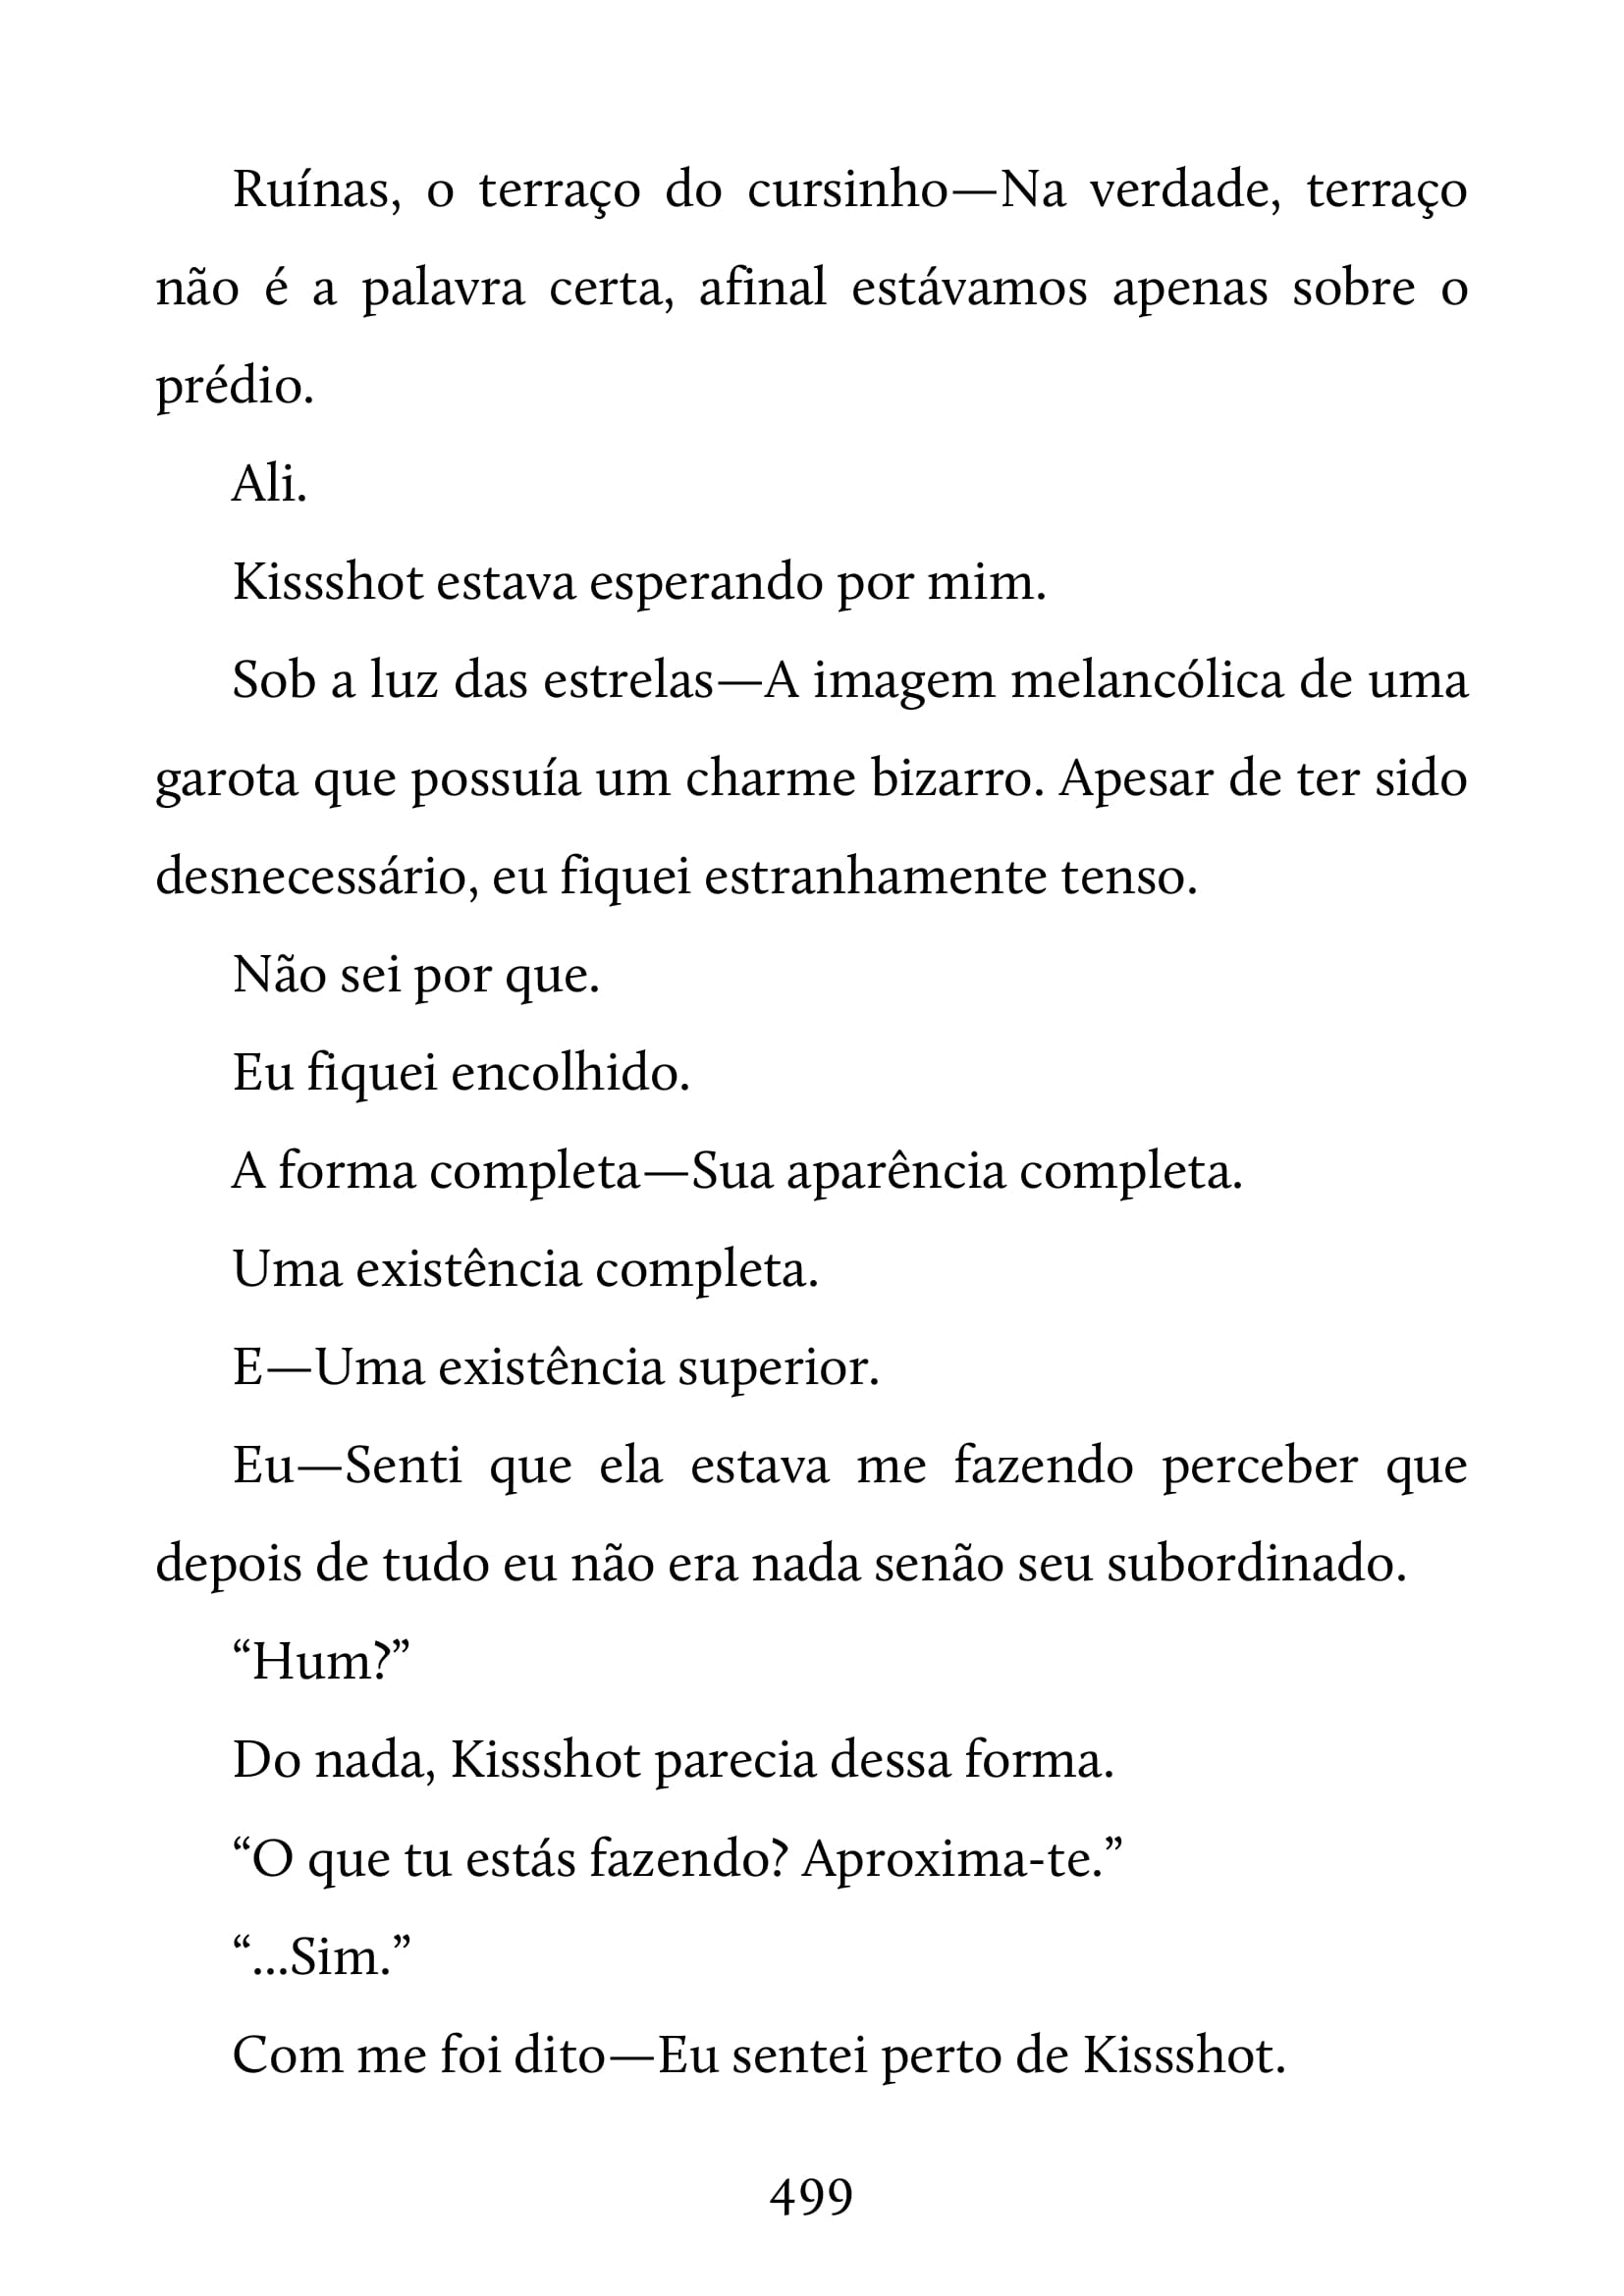 Ruínas, o terraço do cursinho—Na verdade, terraço
não é a palavra certa, afinal estávamos apenas sobre o
prédio.
Ali.
Kissshot estava esperando por mim.
Sob a luz das estrelas—A imagem melancólica de uma
garota que possuía um charme bizarro. Apesar de ter sido
desnecessário, eu fiquei estranhamente tenso.
Não sei por que.
Eu fiquei encolhido.
A forma completa—Sua aparência completa.
Uma existência completa.
E—Uma existência superior.
Eu—Senti que ela estava me fazendo perceber que
depois de tudo eu não era nada senão seu subordinado.
“Hum?”
Do nada, Kissshot parecia dessa forma.
“O que tu estás fazendo? Aproxima-te.”
“...Sim.”
Com me foi dito—Eu sentei perto de Kissshot.
499